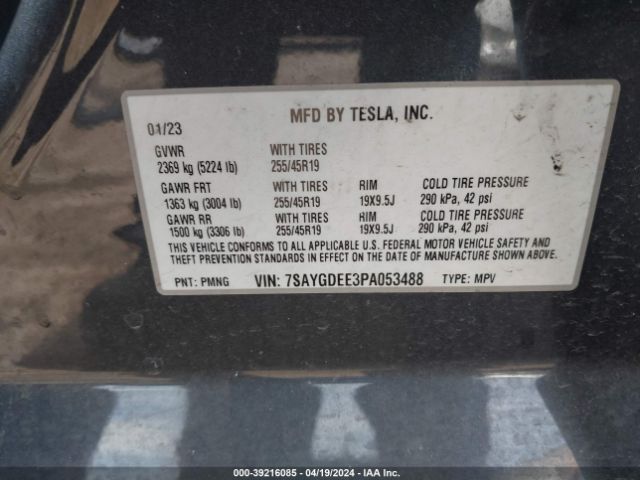 MFD BY TESLA, INC.
01/23
GVWR WITH TIRES
2369 kg (5224 lb) 255/45R19
GAWR FRT WITH TIRES RIM COLD TIRE PRESSURE
1363 kg (3004 lb) 255/45R19 19X9.5J 290 kPa, 42 psi
GAWR RR WITH TIRES RIM COLD TIRE PRESSURE
1500 kg (3306 lb) 255/45R19 19X9.5J 290 kPa, 42 psi
THIS VEHICLE CONFORMS TO ALL APPLICABLE U.S. FEDERAL MOTOR VEHICLE SAFETY AND
THEFT PREVENTION STANDARDS IN EFFECT ON THE DATE OF MANUFACTURE SHOWN ABOVE.
PNT: PMNG VIN: 7SAYGDEE3PA053488 TYPE: MPV
000-39216085 - 04/19/2024 - IAA Inc.